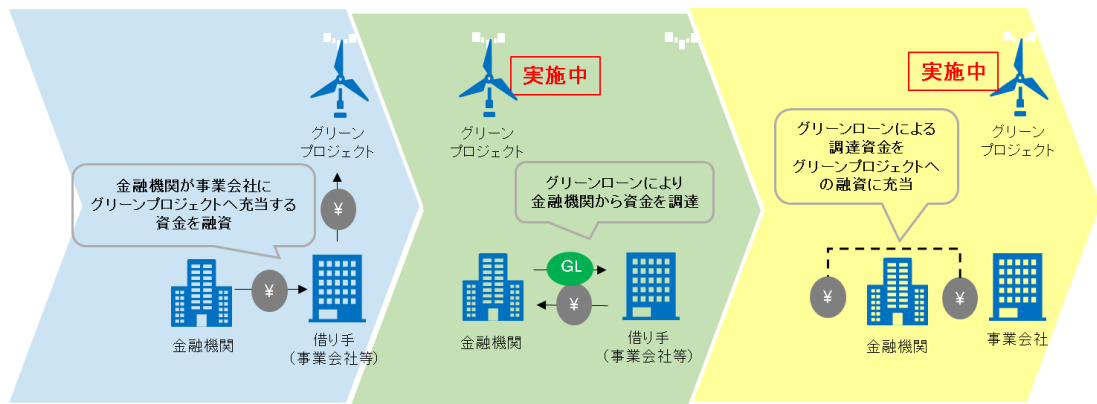 グリーン
プロジェクト
金融機関が事業会社に
グリーンプロジェクトへ充当する
資金を融資
¥
¥
金融機関
借り手
（事業会社等）
実施中
グリーン
プロジェクト
グリーンローンにより
金融機関から資金を調達
GL
¥
金融機関
借り手
（事業会社等）
実施中
グリーン
プロジェクト
グリーンローンによる
調達資金を
グリーンプロジェクトへ
の融資に充当
¥
¥
金融機関
事業会社